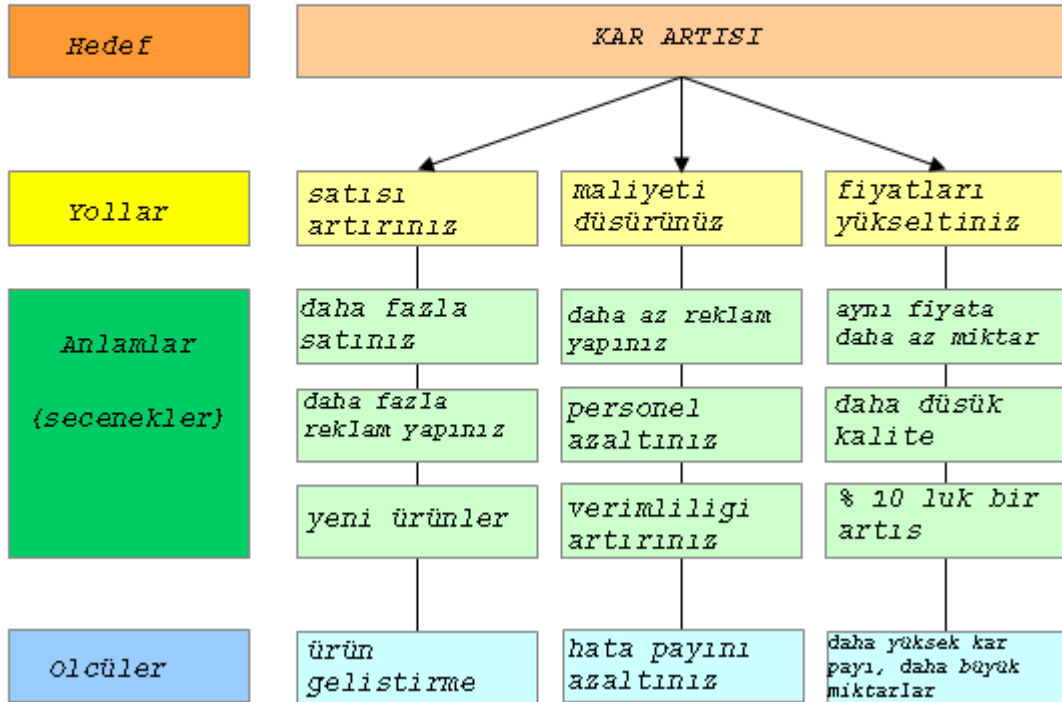 Hedef
KAR ARTISI
Yollar
satısı
artırınız
maliyeti
düsürünüz
fiyatları
yükseltiniz
Anlamlar
{secenekler}
daha fazla
satınız
daha az reklam
yapınız
aynı fiyata
daha az miktar
daha fazla
reklam yapınız
personel
azaltınız
daha düsük
kalite
yeni ürünler
verimliligi
artırınız
% 10 luk bir
artıs
Olcüler
ürün
gelistirme
hata payını
azaltınız
daha yüksek kar
payı, daha büyük
miktarlar